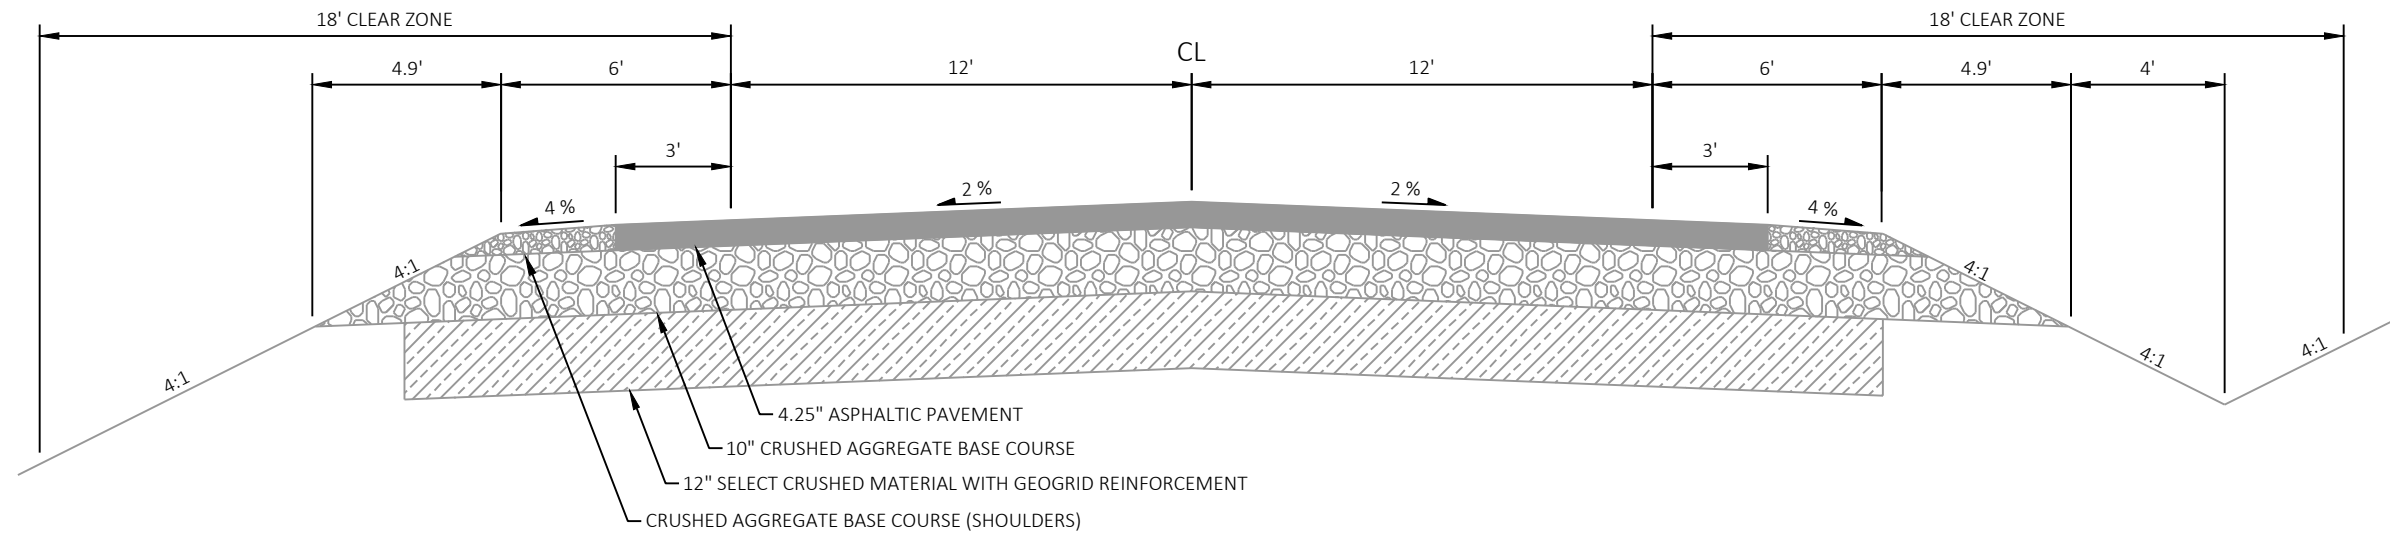 18' CLEAR ZONE
18' CLEAR ZONE
CL
4.9'
6'
12'
12'
6'
4.9'
4'
3'
3'
4 %
2 %
2 %
4 %
4:1
4:1
4:1
4:1
4:1
4.25" ASPHALTIC PAVEMENT
10" CRUSHED AGGREGATE BASE COURSE
12" SELECT CRUSHED MATERIAL WITH GEOGRID REINFORCEMENT
CRUSHED AGGREGATE BASE COURSE (SHOULDERS)